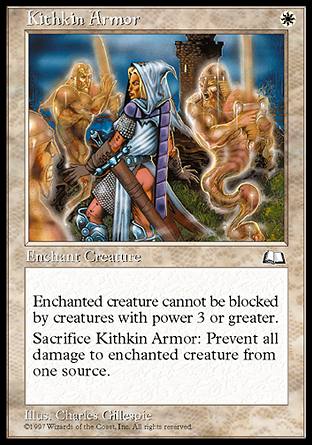 Kithkin Armor
Enchant Creature
Enchanted creature cannot be blocked
by creatures with power 3 or greater.
Sacrifice Kithkin Armor: Prevent all
damage to enchanted creature from
one source.
Illus. Charles Gillespie
©1997 Wizards of the Coast, Inc. All rights reserved.